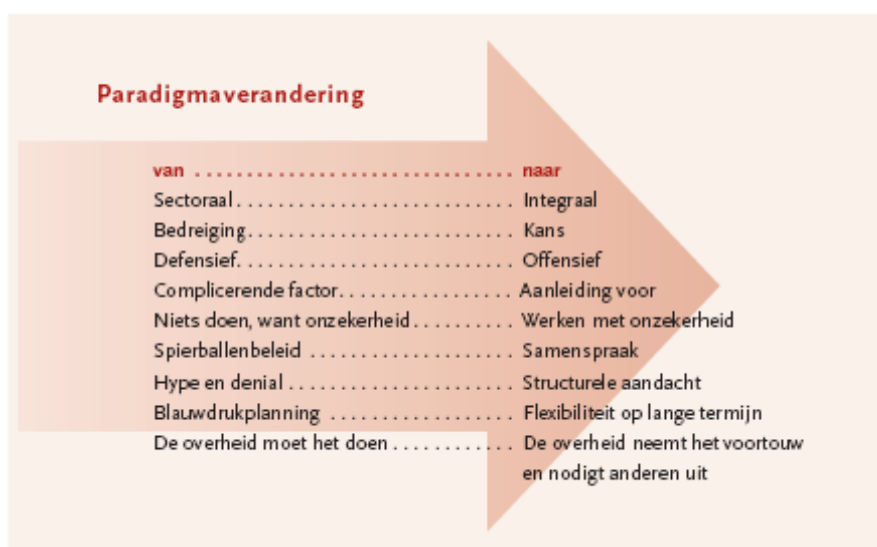 Paradigmaverandering
van . . . . . . . . . . . . . . . . . . . . . . . . . . . . . . . naar
Sectoraal . . . . . . . . . . . . . . . . . . . . . . . . . . . Integraal
Bedreiging . . . . . . . . . . . . . . . . . . . . . . . . . . Kans
Defensief. . . . . . . . . . . . . . . . . . . . . . . . . . . Offensief
Complicerende factor. . . . . . . . . . . . . . . . . Aanleiding voor
Niets doen, want onzekerheid . . . . . . . . . . Werken met onzekerheid
Spierballenbeleid . . . . . . . . . . . . . . . . . . . . Samenspraak
Hype en denial . . . . . . . . . . . . . . . . . . . . . . Structurele aandacht
Blauwdrukplanning . . . . . . . . . . . . . . . . . . Flexibiliteit op lange termijn
De overheid moet het doen . . . . . . . . . . . . De overheid neemt het voortouw
en nodigt anderen uit